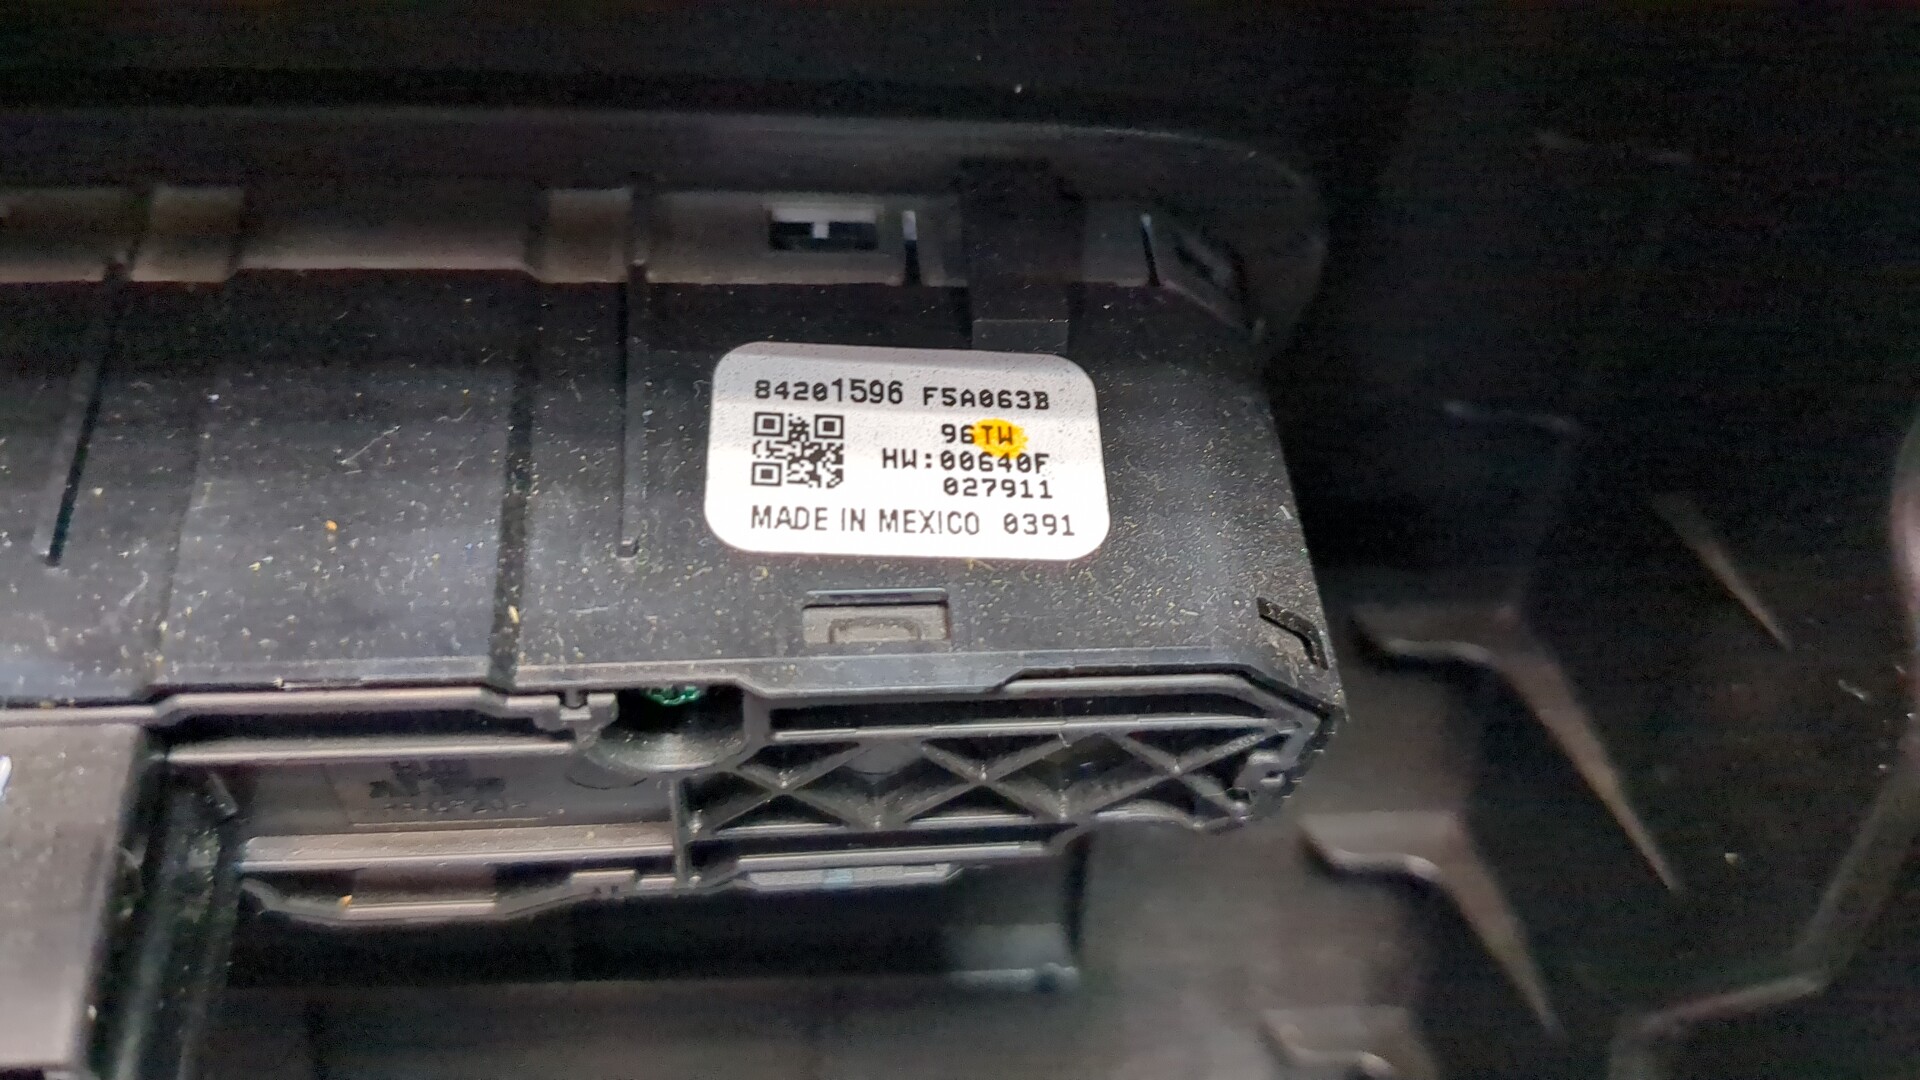 84201596 F5A063B
96TW
HW:00640F
027911
MADE IN MEXICO 0391